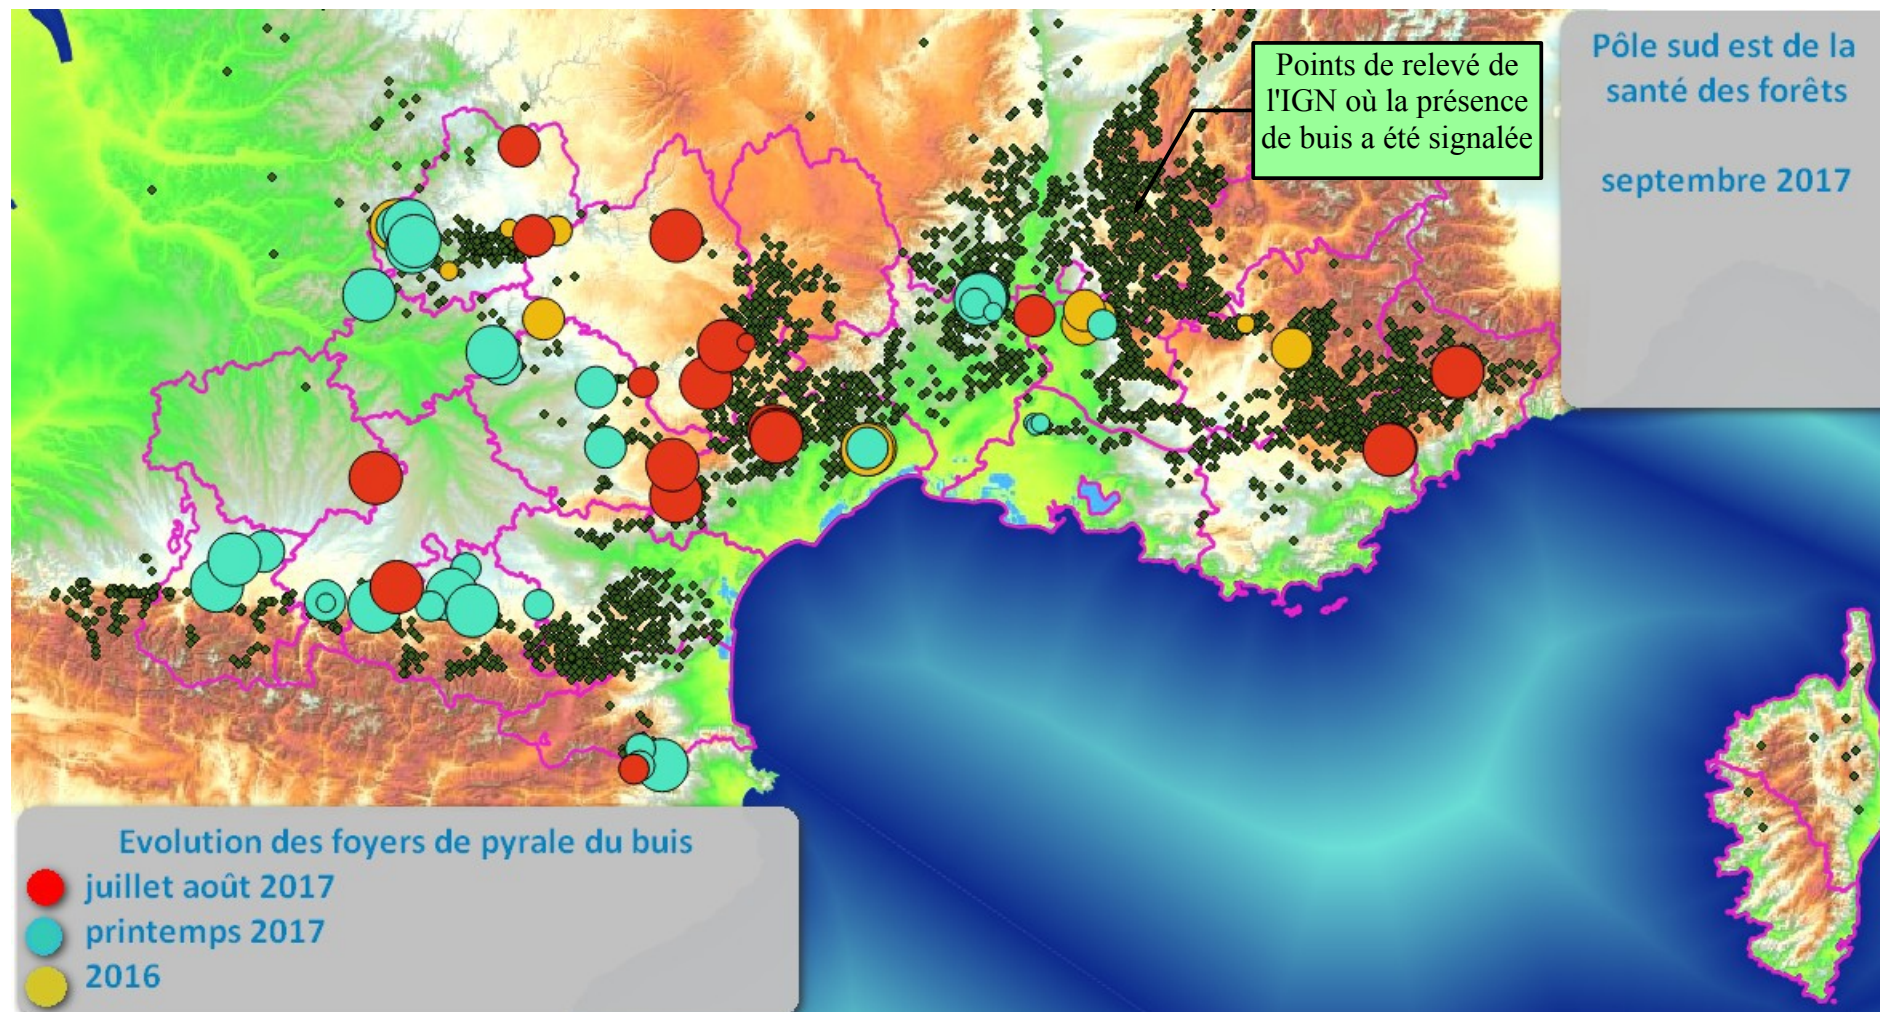 Points de relevé de
l'IGN où la présence
de buis a été signalée
Pôle sud est de la
santé des forêts
septembre 2017
Evolution des foyers de pyrale du buis
juillet août 2017
printemps 2017
2016